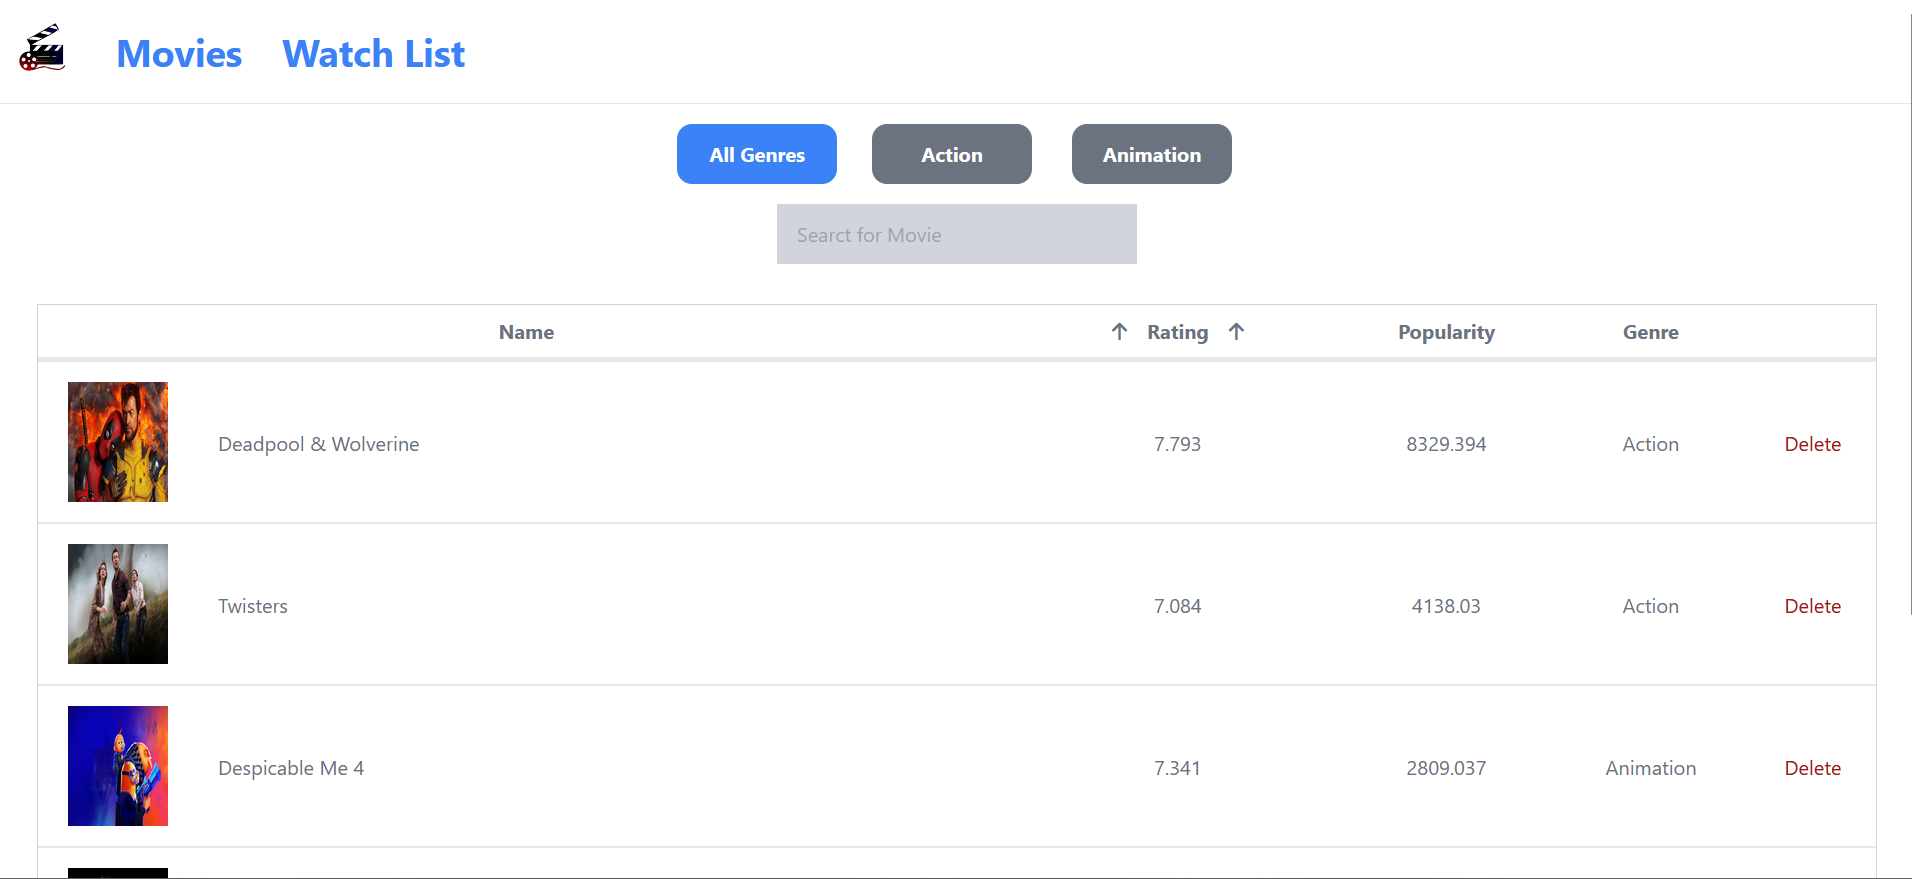 Movies Watch List
All Genres Action Animation
Searct for Movie
Name ↑ Rating ↑ Popularity Genre
Deadpool & Wolverine 7.793 8329.394 Action Delete
Twisters 7.084 4138.03 Action Delete
Despicable Me 4 7.341 2809.037 Animation Delete